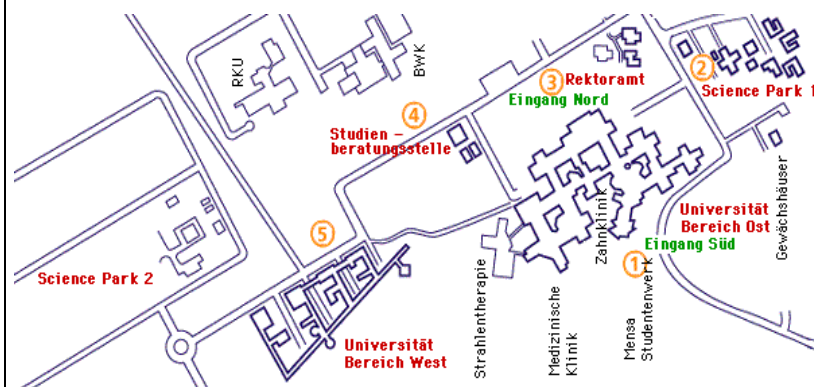 RKU
BWK
3
Rektoramt
Eingang Nord
2
Science Park 1
4
Studien –
beratungsstelle
5
Science Park 2
Universität
Bereich West
Strahlentherapie
Medizinische
Klinik
Zahnklinik
Mensa
Studentenwerk
1
Eingang Süd
Universität
Bereich Ost
Gewächshäuser